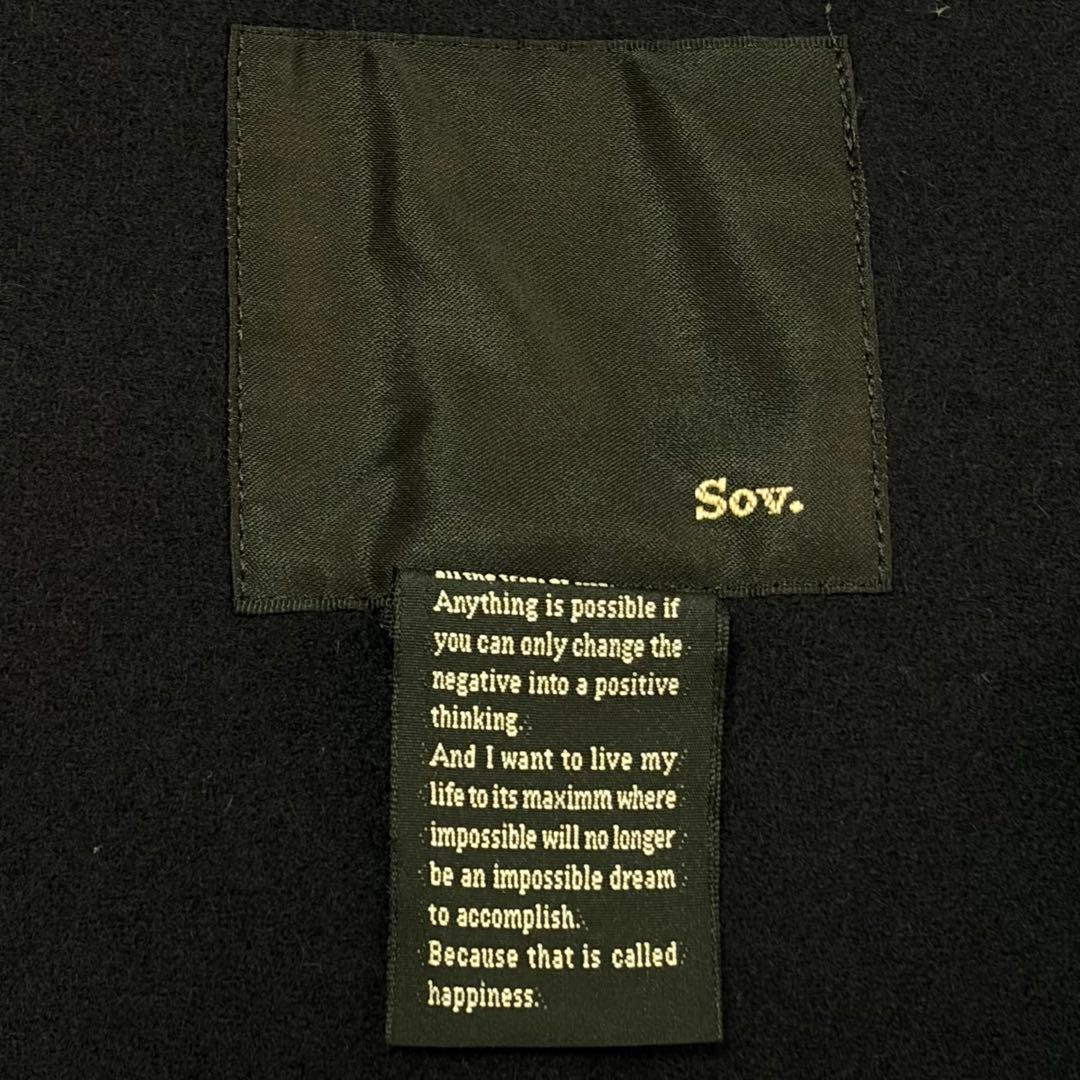 Sov.
Anything is possible if
you can only change the
negative into a positive
thinking.
And I want to live my
life to its maximm where
impossible will no longer
be an impossible dream
to accomplish.
Because that is called
happiness.